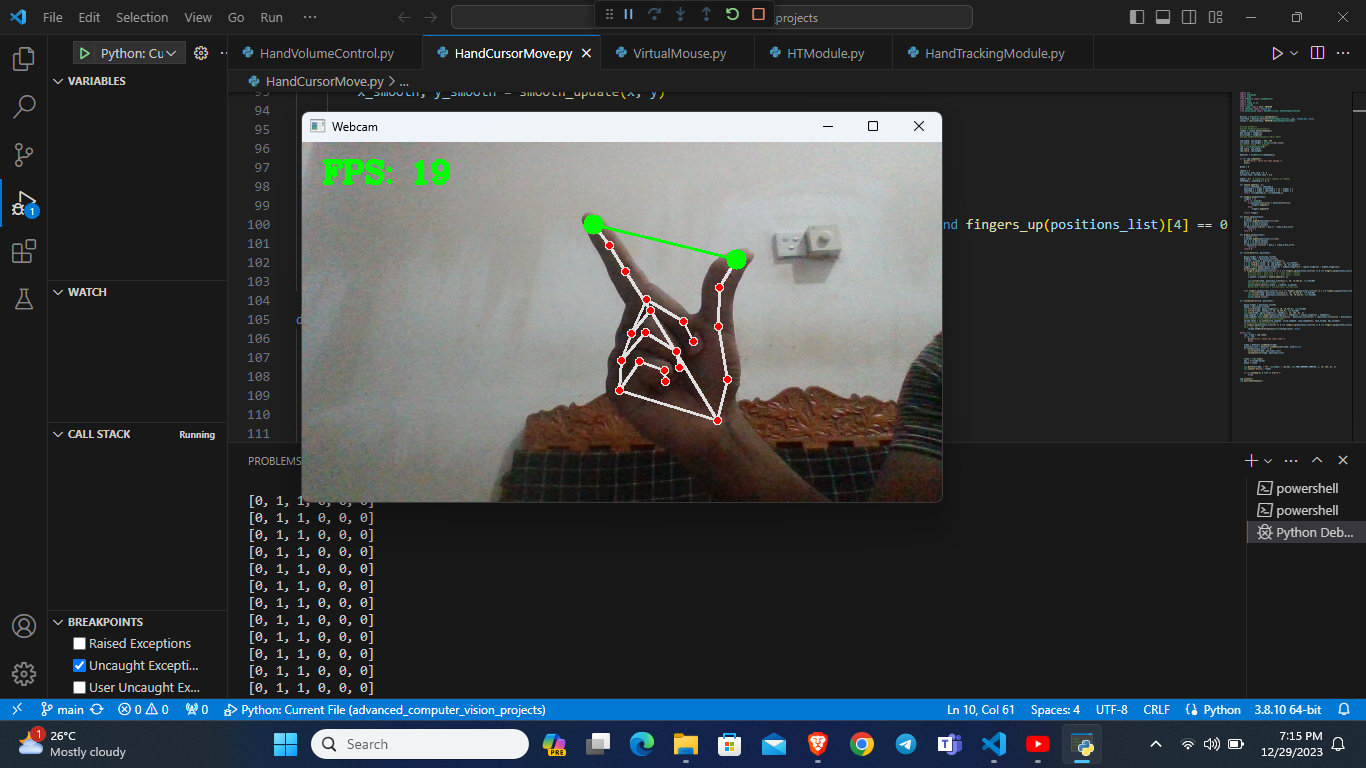 File Edit Selection View Go Run ···
_projects
Python: Cu
HandVolumeControl.py
HandCursorMove.py
VirtualMouse.py
HTModule.py
HandTrackingModule.py
HandCursorMove.py > ...
VARIABLES
x_smooth, y_smooth = smooth_update(x, y)
94
95
96
97
98
99
100
nd fingers_up(positions_list)[4] == 0
101
102
103
104
105
106
107
108
109
110
111
Webcam
FPS: 19
WATCH
CALL STACK
Running
BREAKPOINTS
Raised Exceptions
Uncaught Excepti...
User Uncaught Ex...
PROBLEMS
[0, 1, 1, 0, 0, 0]
[0, 1, 1, 0, 0, 0]
[0, 1, 1, 0, 0, 0]
[0, 1, 1, 0, 0, 0]
[0, 1, 1, 0, 0, 0]
[0, 1, 1, 0, 0, 0]
[0, 1, 1, 0, 0, 0]
[0, 1, 1, 0, 0, 0]
[0, 1, 1, 0, 0, 0]
[0, 1, 1, 0, 0, 0]
[0, 1, 1, 0, 0, 0]
[0, 1, 1, 0, 0, 0]
powershell
powershell
Python Deb...
1
main 0 0 0 Python: Current File (advanced_computer_vision_projects)
Ln 10, Col 61 Spaces: 4 UTF-8 CRLF Python 3.8.10 64-bit
1
26°C
Mostly cloudy
Search
PRE
7:15 PM
12/29/2023